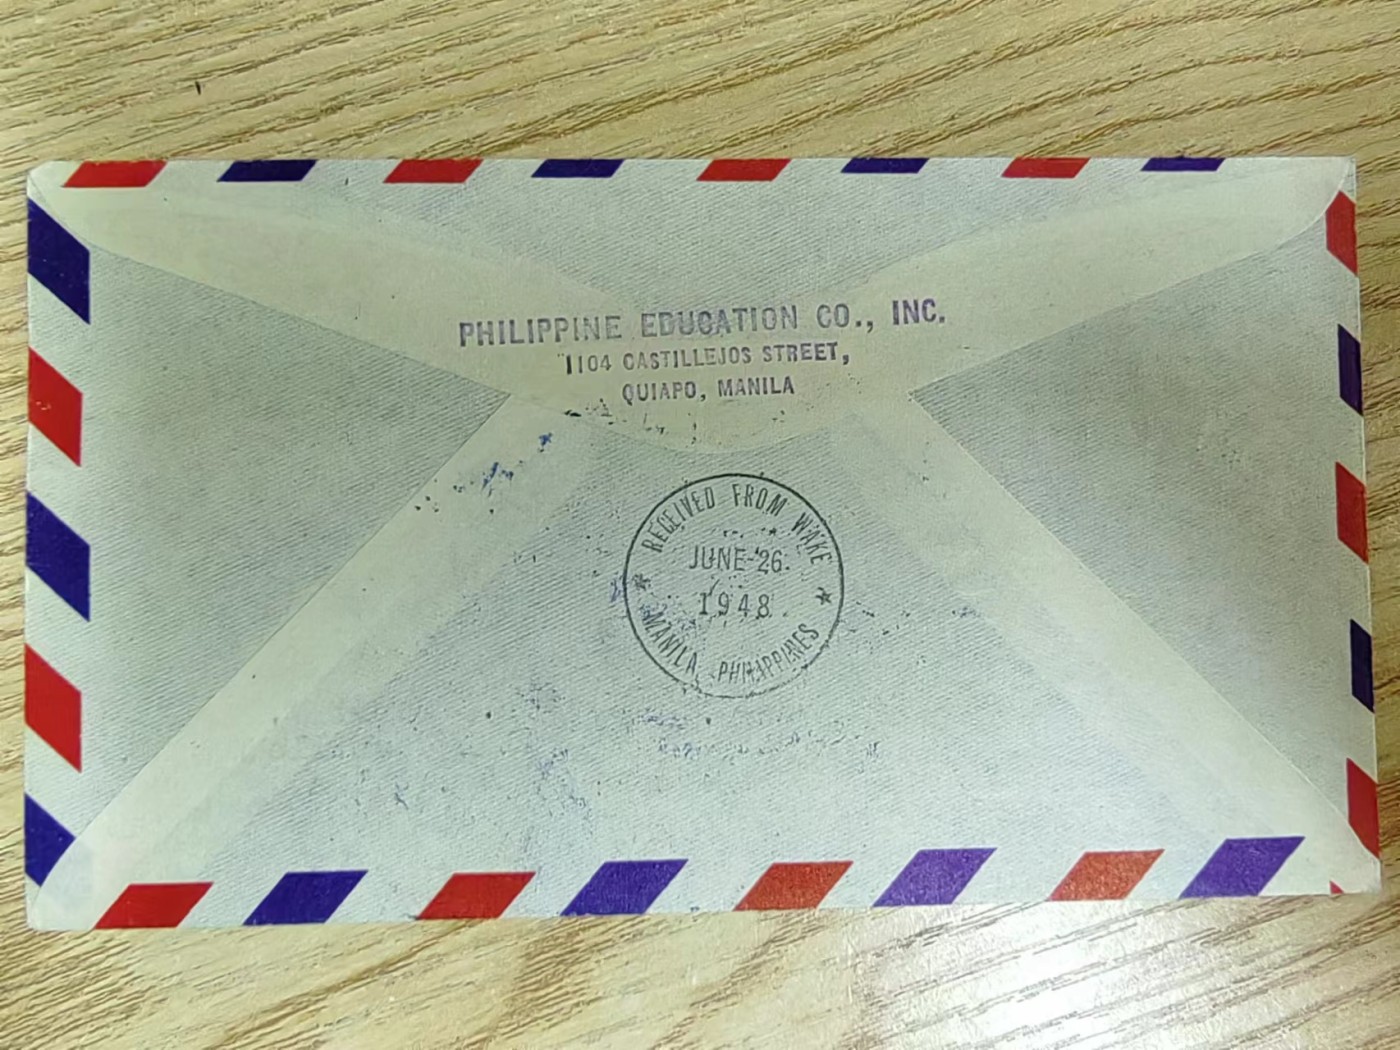 PHILIPPINE EDUCATION CO., INC.
1104 CASTILLEJOS STREET,
QUIAPO, MANILA
RECEIVED FROM WAKE
JUNE-26.
1948
MANILA PHILIPPINES